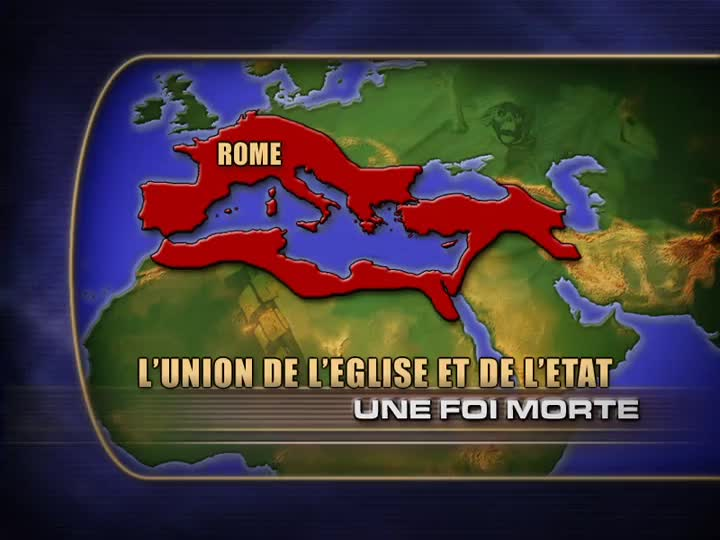 ROME
L'UNION DE L'EGLISE ET DE L'ETAT
UNE FOI MORTE